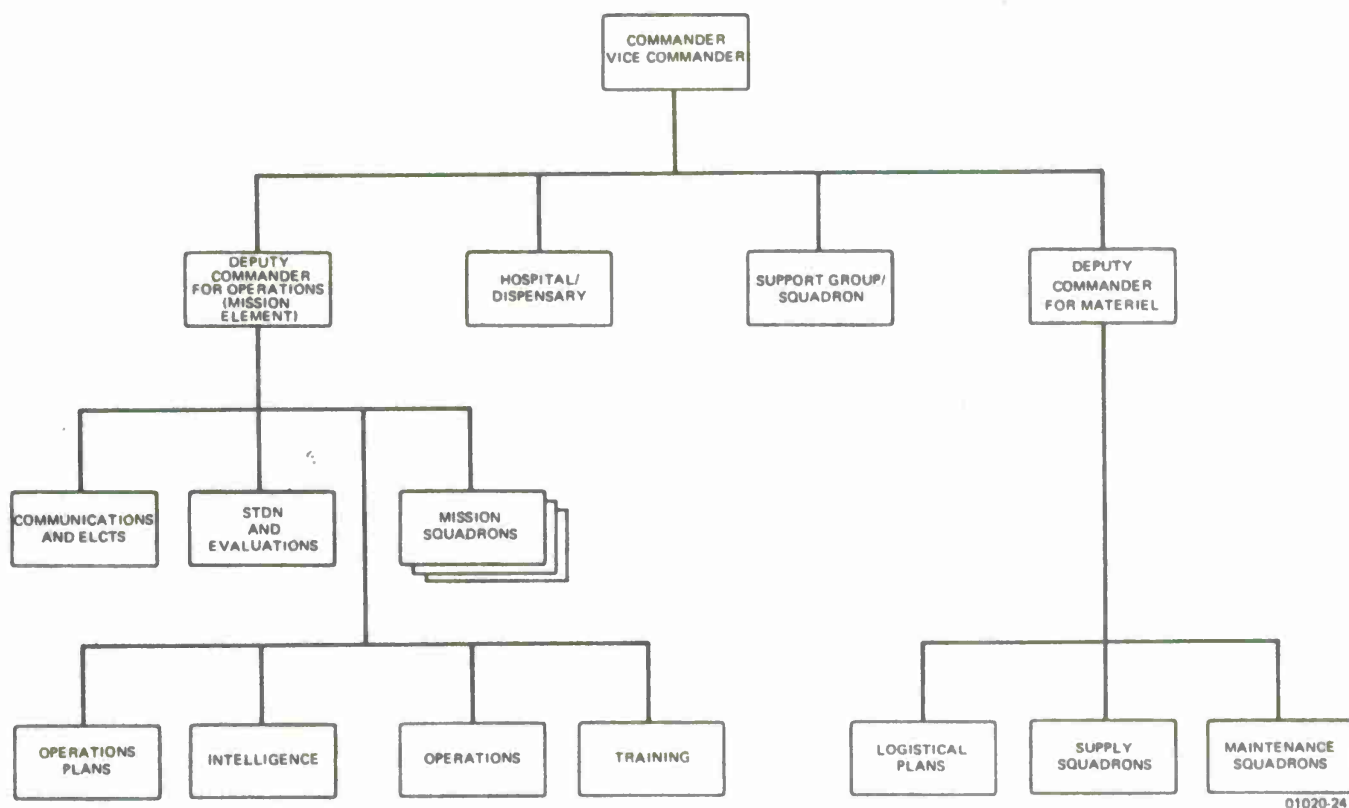 COMMANDER
VICE COMMANDER
DEPUTY
COMMANDER
FOR OPERATIONS
(MISSION
ELEMENT)
HOSPITAL/
DISPENSARY
SUPPORT GROUP/
SQUADRON
DEPUTY
COMMANDER
FOR MATERIEL
COMMUNICATIONS
AND ELCTS
STDN
AND
EVALUATIONS
MISSION
SQUADRONS
OPERATIONS
PLANS
INTELLIGENCE
OPERATIONS
TRAINING
LOGISTICAL
PLANS
SUPPLY
SQUADRONS
MAINTENANCE
SQUADRONS
01020-24